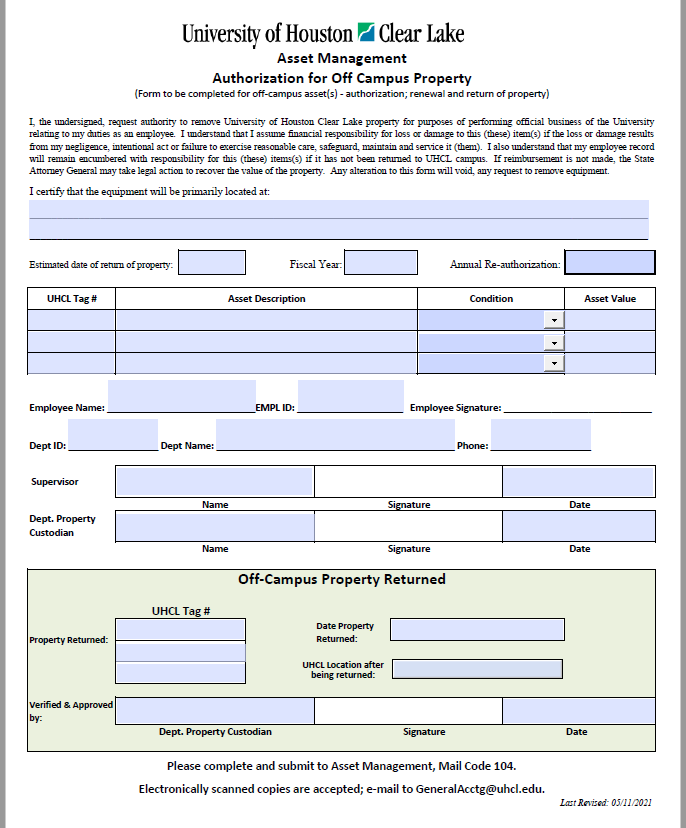 University of Houston Clear Lake
Asset Management
Authorization for Off Campus Property
(Form to be completed for off-campus asset(s) - authorization; renewal and return of property)
I, the undersigned, request authority to remove University of Houston Clear Lake property for purposes of performing official business of the University
relating to my duties as an employee. I understand that I assume financial responsibility for loss or damage to this (these) item(s) if the loss or damage results
from my negligence, intentional act or failure to exercise reasonable care, safeguard, maintain and service it (them). I also understand that my employee record
will remain encumbered with responsibility for this (these) items(s) if it has not been returned to UHCL campus. If reimbursement is not made, the State
Attorney General may take legal action to recover the value of the property. Any alteration to this form will void, any request to remove equipment.
I certify that the equipment will be primarily located at:
Estimated date of return of property: Fiscal Year: Annual Re-authorization:
UHCL Tag # Asset Description Condition Asset Value
Employee Name: EMPL ID: Employee Signature:
Dept ID: Dept Name: Phone:
Supervisor
Name Signature Date
Dept. Property
Custodian
Name Signature Date
Off-Campus Property Returned
UHCL Tag #
Property Returned:
Date Property
Returned:
UHCL Location after
being returned:
Verified & Approved
by:
Dept. Property Custodian Signature Date
Please complete and submit to Asset Management, Mail Code 104.
Electronically scanned copies are accepted; e-mail to GeneralAcctg@uhcl.edu.
Last Revised: 05/11/2021